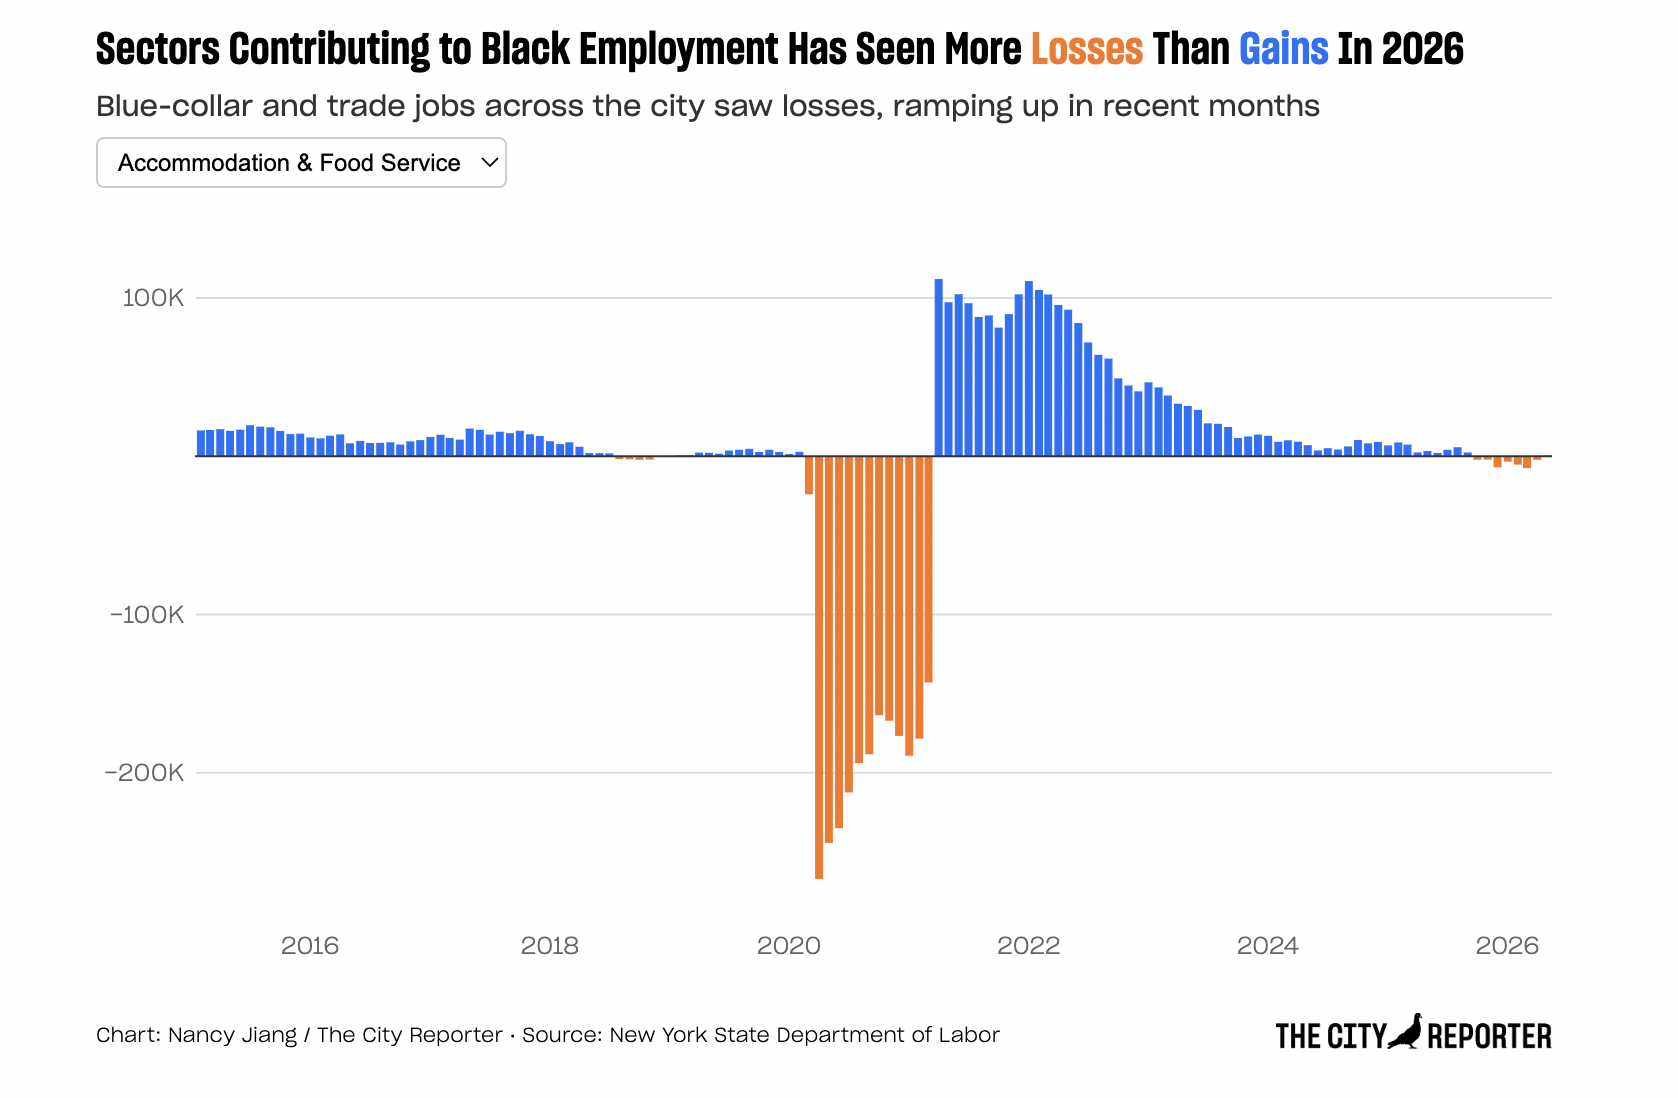 Sectors Contributing to Black Employment Has Seen More Losses Than Gains In 2026
Blue-collar and trade jobs across the city saw losses, ramping up in recent months
Accommodation & Food Service
100K
−100K
−200K
2016 2018 2020 2022 2024 2026
Chart: Nancy Jiang / The City Reporter · Source: New York State Department of Labor
THE CITY REPORTER